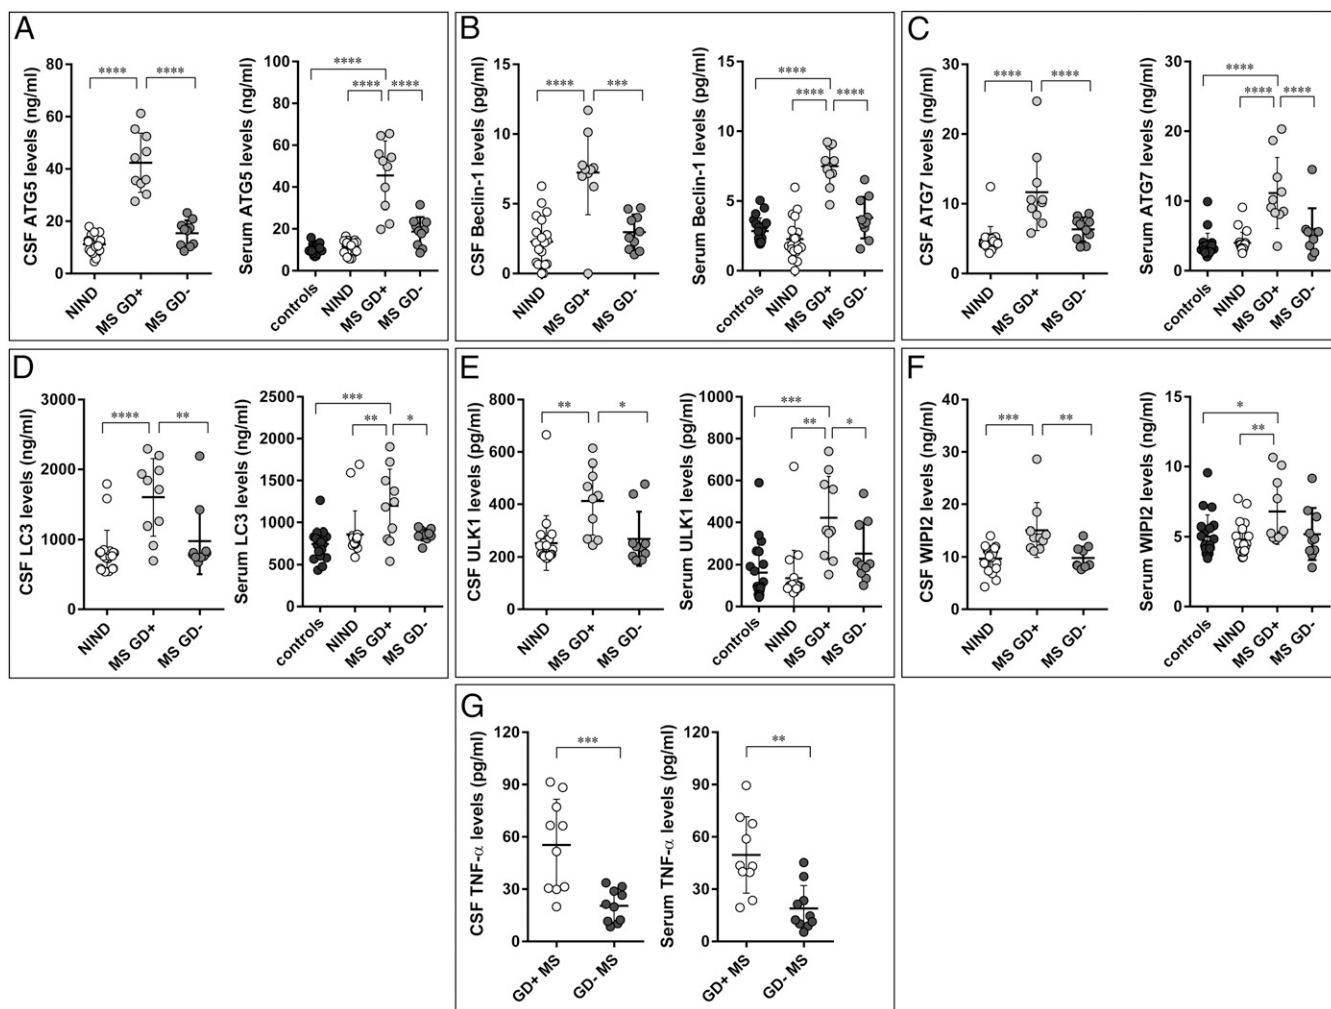 A
CSF ATG5 levels (ng/ml)
80
60
40
20
0
****
****
NIND
MS GD+
MS GD-
Serum ATG5 levels (ng/ml)
100
80
60
40
20
0
****
****
****
controls
NIND
MS GD+
MS GD-
B
CSF Beclin-1 levels (pg/ml)
15
10
5
0
****
***
NIND
MS GD+
MS GD-
Serum Beclin-1 levels (pg/ml)
15
10
5
0
****
****
****
controls
NIND
MS GD+
MS GD-
C
CSF ATG7 levels (ng/ml)
30
20
10
0
****
****
NIND
MS GD+
MS GD-
Serum ATG7 levels (ng/ml)
30
20
10
0
****
****
****
controls
NIND
MS GD+
MS GD-
D
CSF LC3 levels (ng/ml)
3000
2000
1000
0
****
**
NIND
MS GD+
MS GD-
Serum LC3 levels (ng/ml)
2500
2000
1500
1000
500
0
***
**
*
controls
NIND
MS GD+
MS GD-
E
CSF ULK1 levels (pg/ml)
800
600
400
200
0
**
*
NIND
MS GD+
MS GD-
Serum ULK1 levels (pg/ml)
1000
800
600
400
200
0
***
**
*
controls
NIND
MS GD+
MS GD-
F
CSF WIPI2 levels (ng/ml)
40
30
20
10
0
***
**
NIND
MS GD+
MS GD-
Serum WIPI2 levels (ng/ml)
15
10
5
0
*
**
controls
NIND
MS GD+
MS GD-
G
CSF TNF-α levels (pg/ml)
120
90
60
30
0
***
GD+ MS
GD- MS
Serum TNF-α levels (pg/ml)
120
90
60
30
0
**
GD+ MS
GD- MS